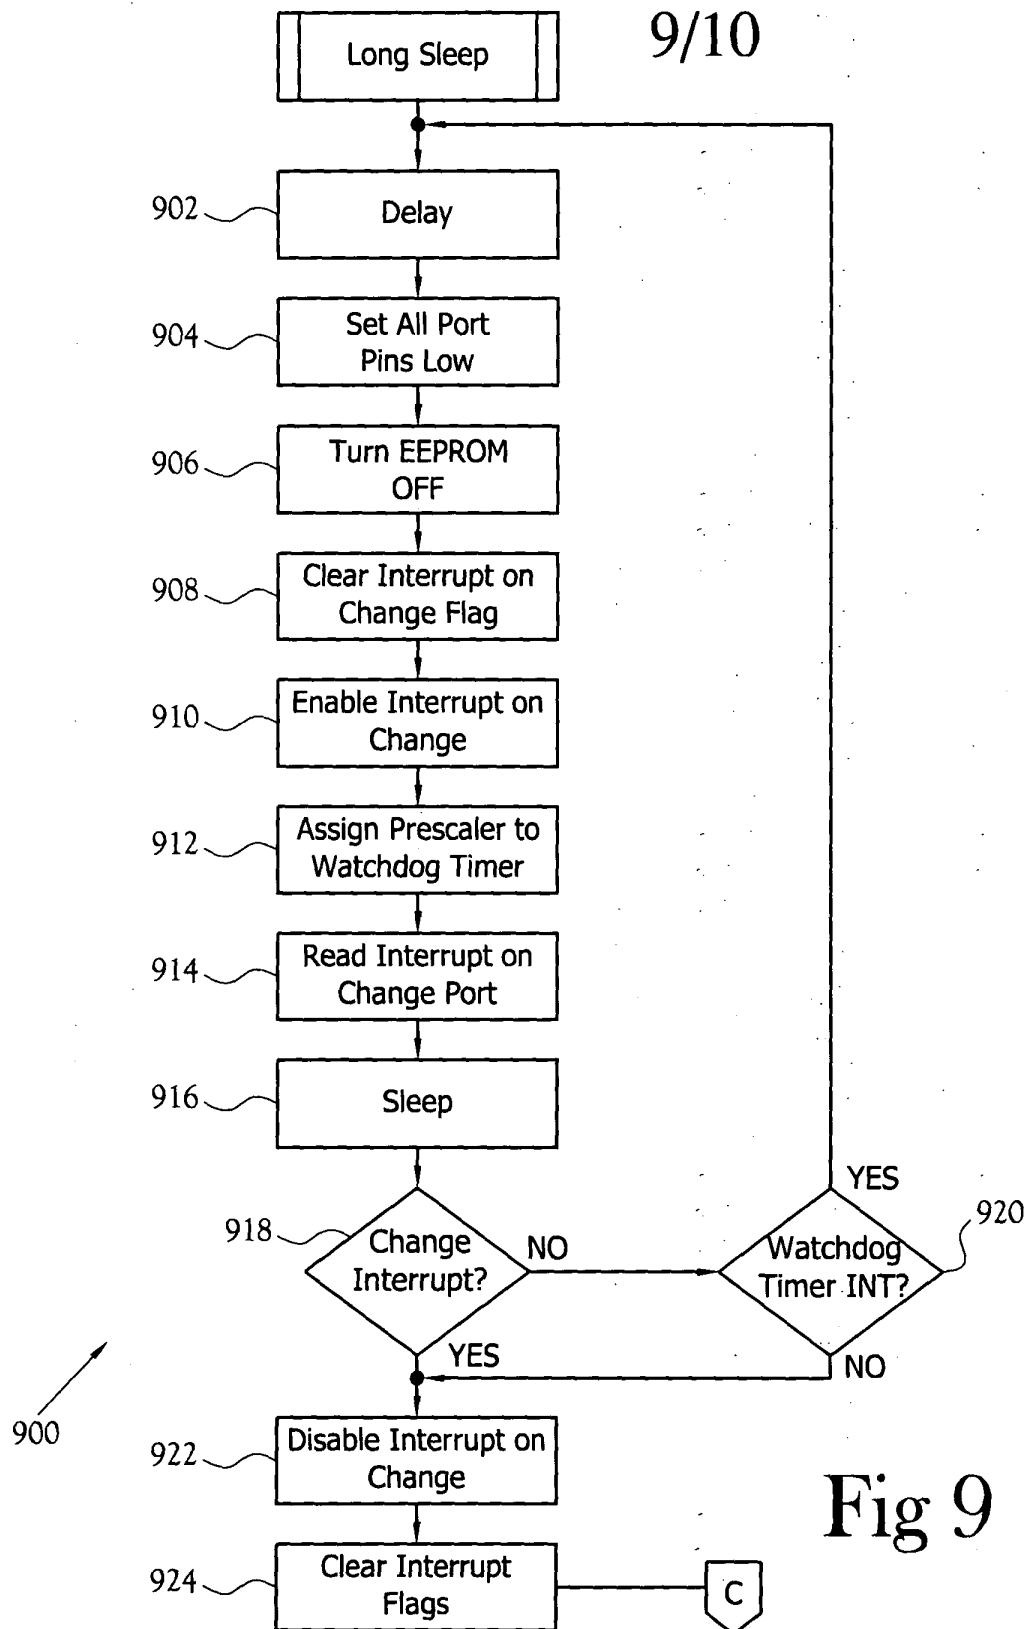 9/10
Long Sleep
902
Delay
904
Set All Port
Pins Low
906
Turn EEPROM
OFF
908
Clear Interrupt on
Change Flag
910
Enable Interrupt on
Change
912
Assign Prescaler to
Watchdog Timer
914
Read Interrupt on
Change Port
916
Sleep
918
Change
Interrupt?
NO
YES
920
Watchdog
Timer INT?
YES
NO
900
922
Disable Interrupt on
Change
924
Clear Interrupt
Flags
C
Fig 9